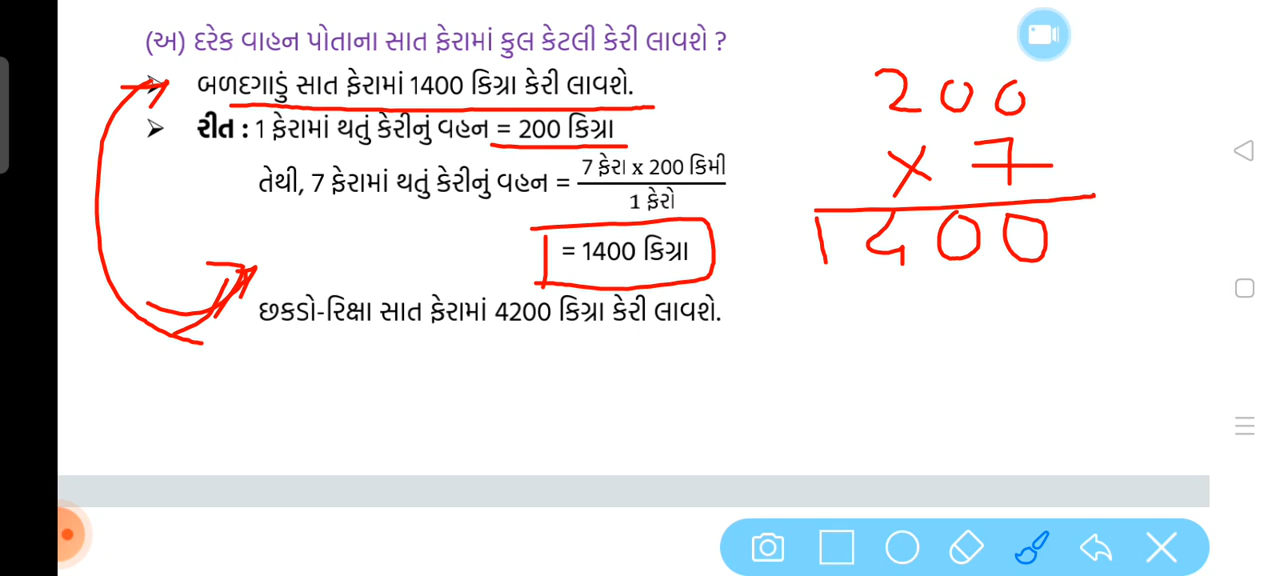 (અ) દરેક વાહન પોતાના સાત ફેરામાં કુલ કેટલી કેરી લાવશે ?
➢ બળદગાડું સાત ફેરામાં 1400 કિગ્રા કેરી લાવશે.
➢ રીત : 1 ફેરામાં થતું કેરીનું વહન = 200 કિગ્રા
તેથી, 7 ફેરામાં થતું કેરીનું વહન = 7 ફેરા x 200 કિમી
1 ફેરો
= 1400 કિગ્રા
છકડો-રિક્ષા સાત ફેરામાં 4200 કિગ્રા કેરી લાવશે.
200
x 7
1400